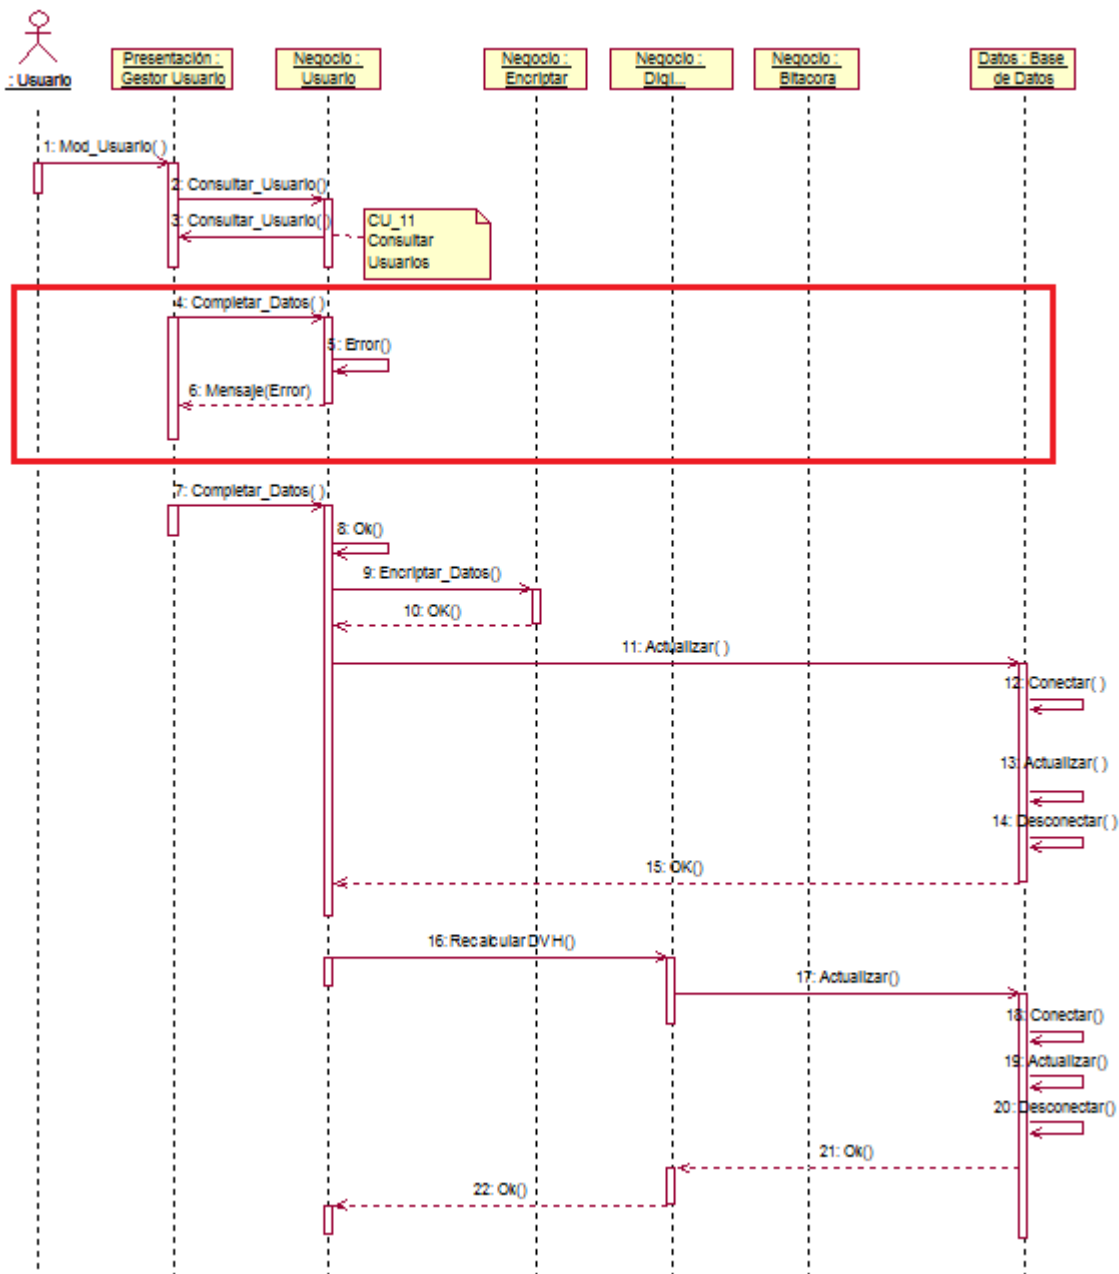 : Usuario
Presentación :
Gestor Usuario
Negocio :
Usuario
Negocio :
Encriptar
Negocio :
Digi...
Negocio :
Bitacora
Datos : Base
de Datos
1: Mod_Usuario( )
2: Consultar_Usuario()
3: Consultar_Usuario( )
CU_11
Consultar
Usuarios
4: Completar_Datos( )
5: Error()
6: Mensaje(Error)
7: Completar_Datos( )
8: Ok()
9: Encriptar_Datos()
10: OK()
11: Actualizar( )
12: Conectar( )
13: Actualizar( )
14: Desconectar( )
15: OK()
16: Recalcular DVH()
17: Actualizar()
18: Conectar()
19: Actualizar()
20: Desconectar()
21: Ok()
22: Ok()